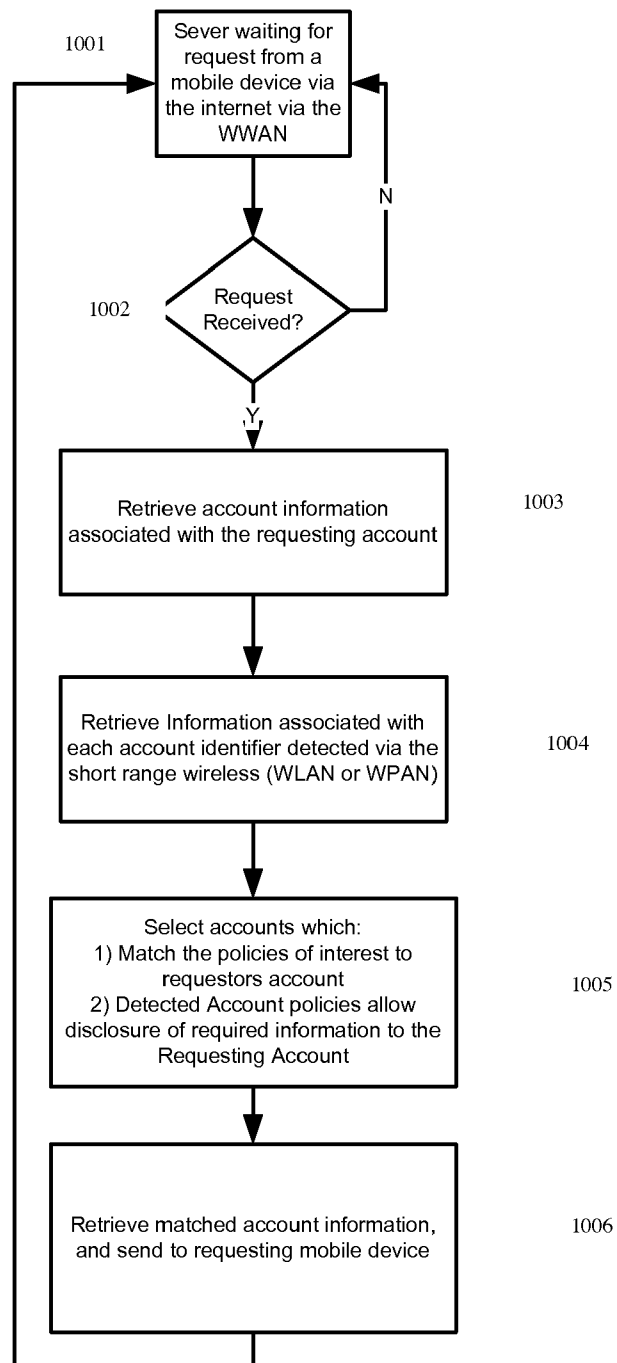 1001
Sever waiting for
request from a
mobile device via
the internet via the
WWAN
N
1002
Request
Received?
Y
Retrieve account information
associated with the requesting account
1003
Retrieve Information associated with
each account identifier detected via the
short range wireless (WLAN or WPAN)
1004
Select accounts which:
1) Match the policies of interest to
requestors account
2) Detected Account policies allow
disclosure of required information to the
Requesting Account
1005
Retrieve matched account information,
and send to requesting mobile device
1006